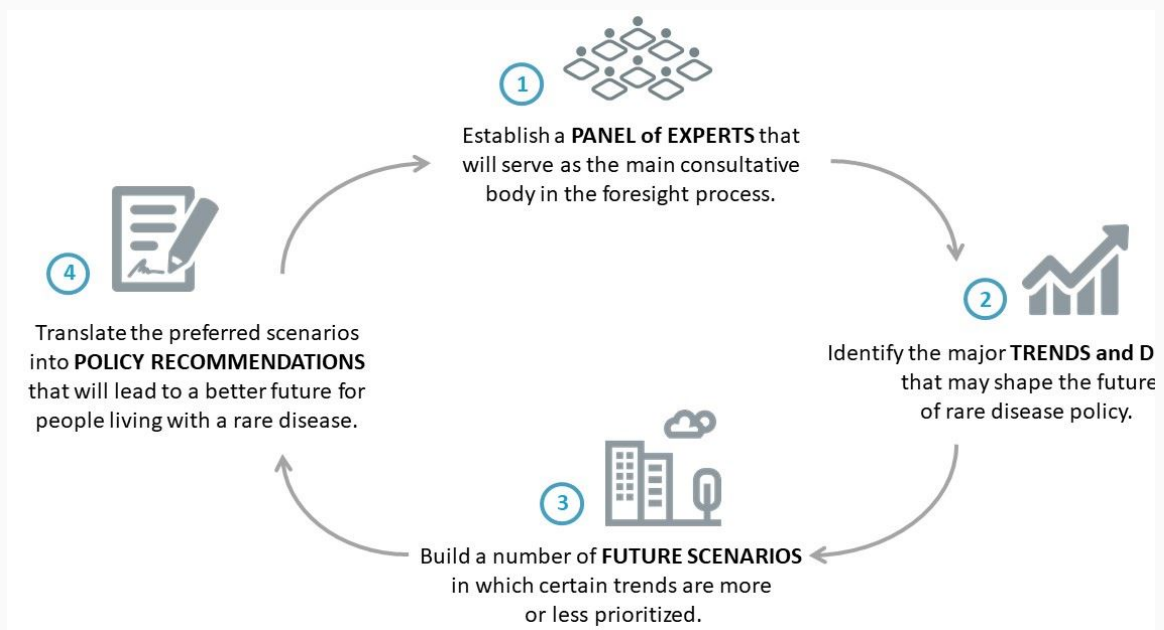 1
Establish a PANEL of EXPERTS that
will serve as the main consultative
body in the foresight process.
2
Identify the major TRENDS and D
that may shape the future
of rare disease policy.
3
Build a number of FUTURE SCENARIOS
in which certain trends are more
or less prioritized.
4
Translate the preferred scenarios
into POLICY RECOMMENDATIONS
that will lead to a better future for
people living with a rare disease.